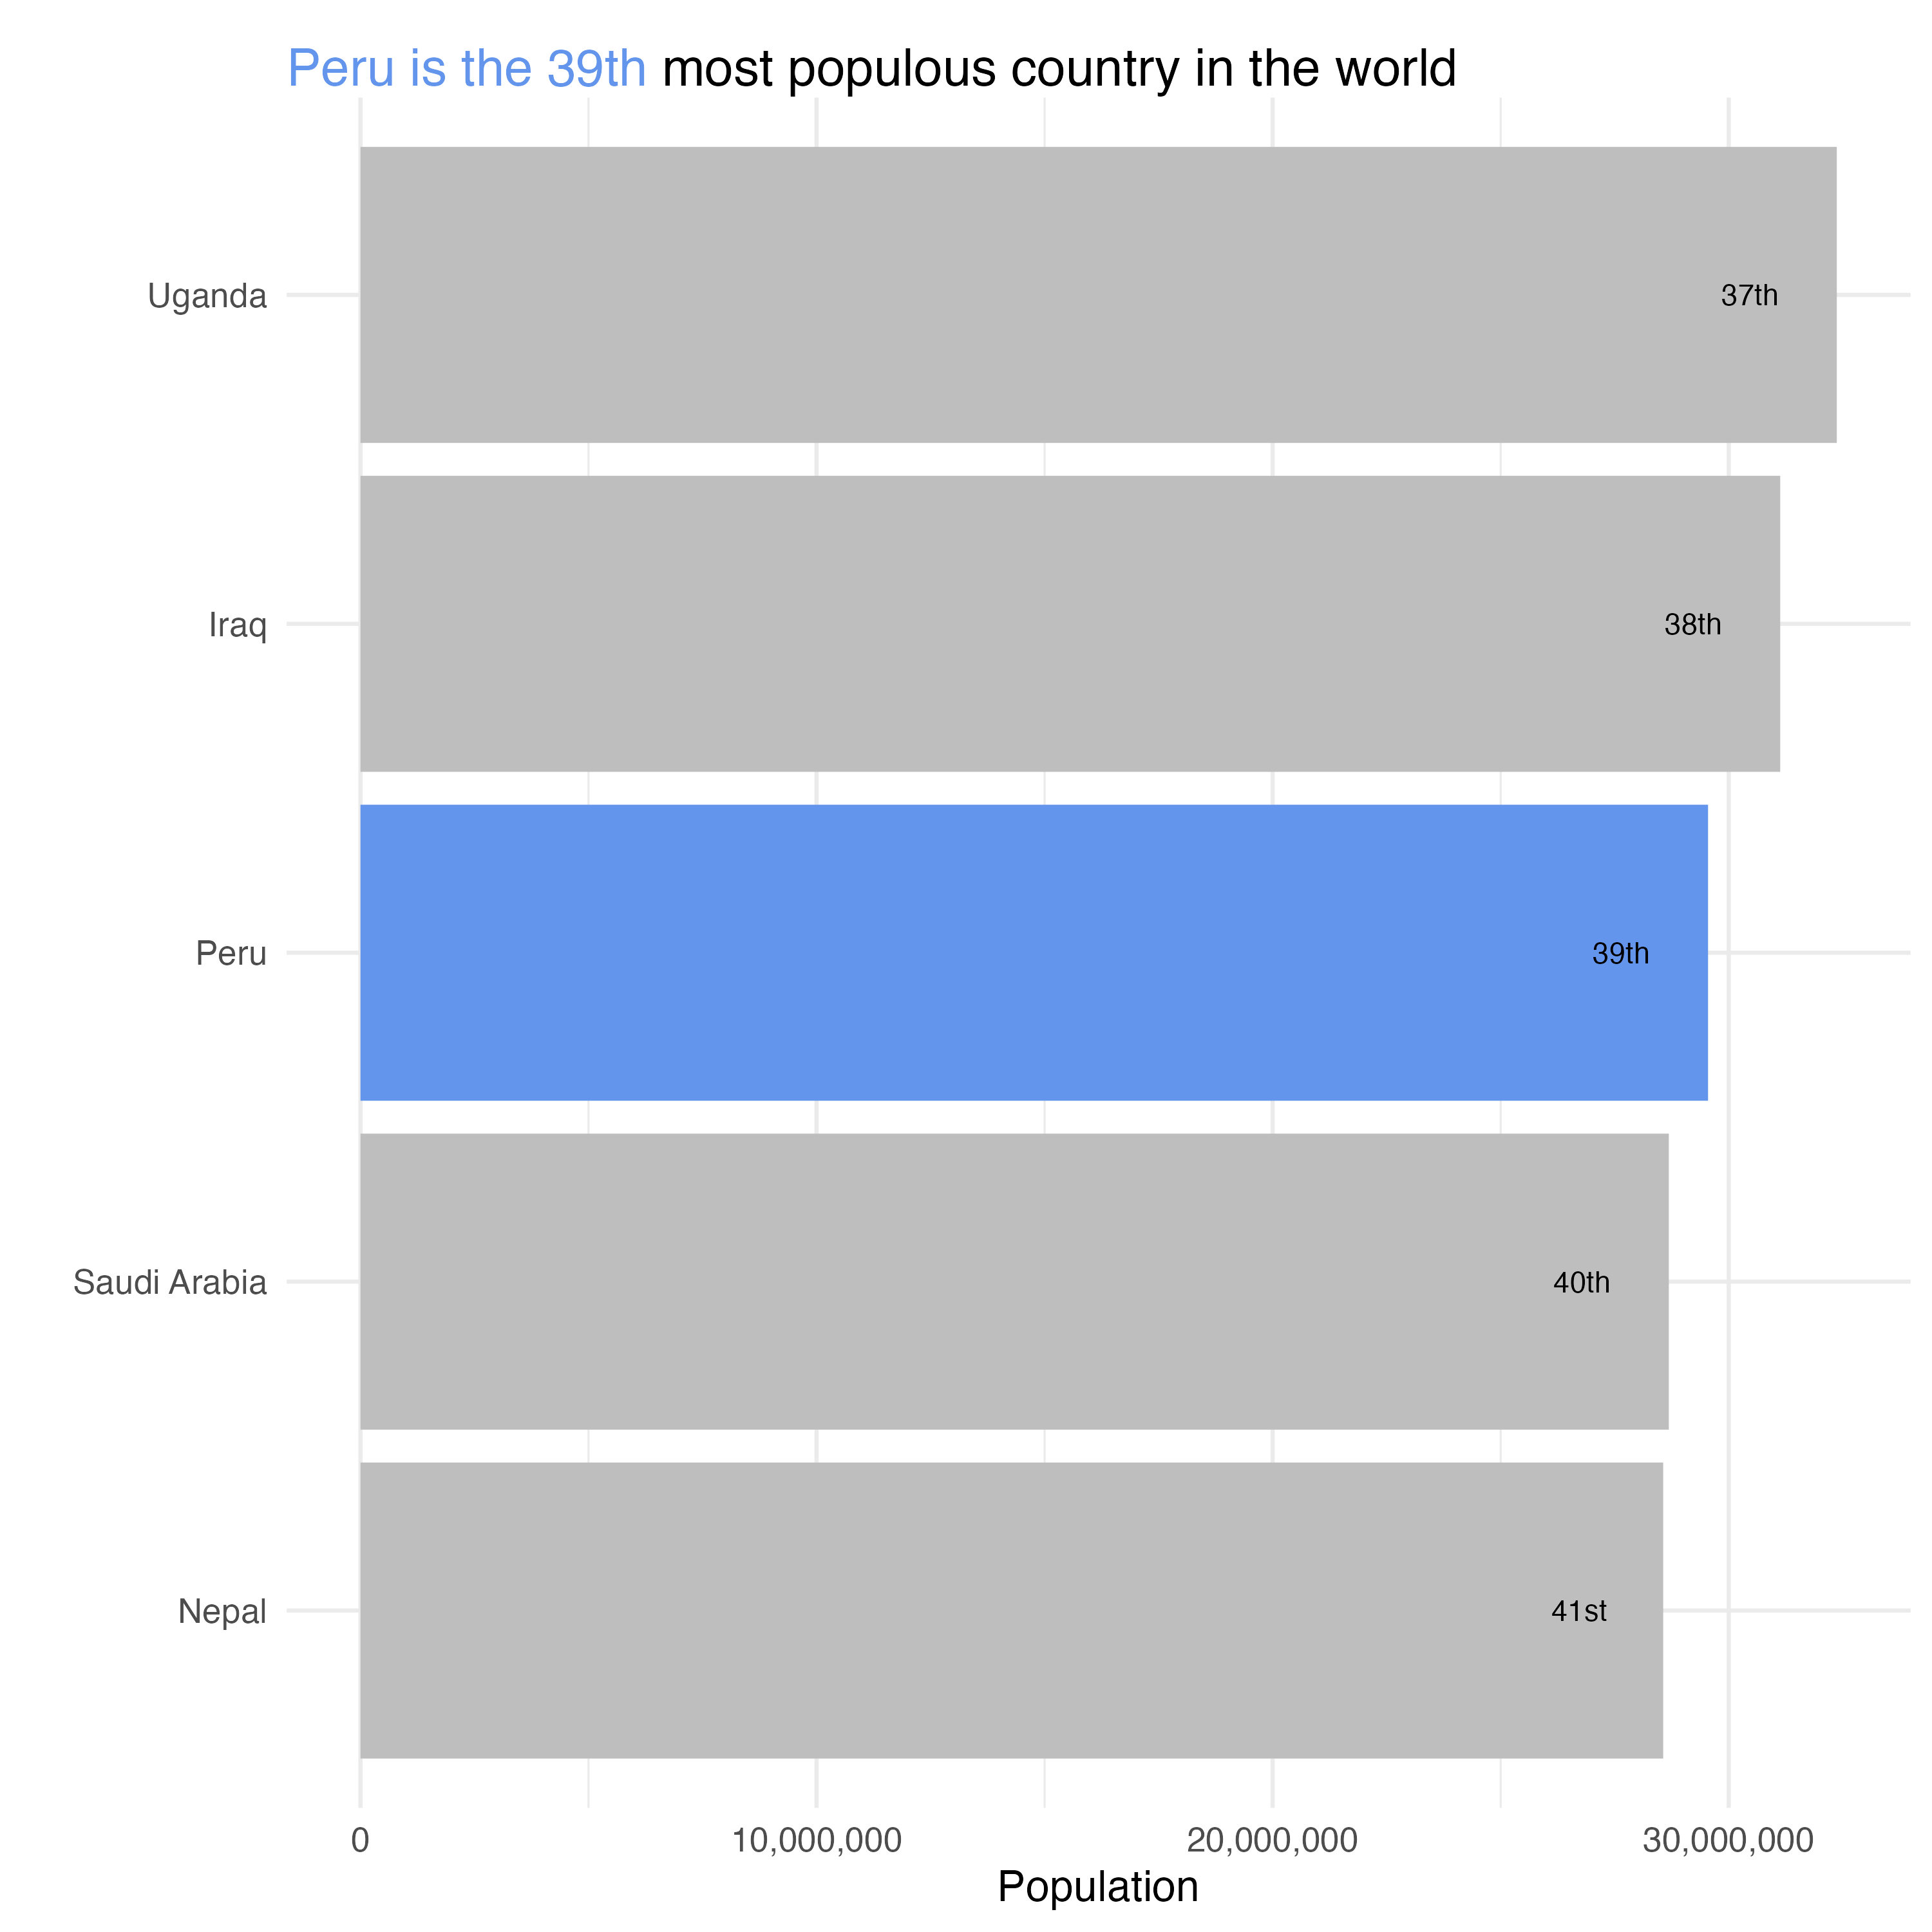 Peru is the 39th most populous country in the world
Uganda
37th
Iraq
38th
Peru
39th
Saudi Arabia
40th
Nepal
41st
0
10,000,000
20,000,000
30,000,000
Population